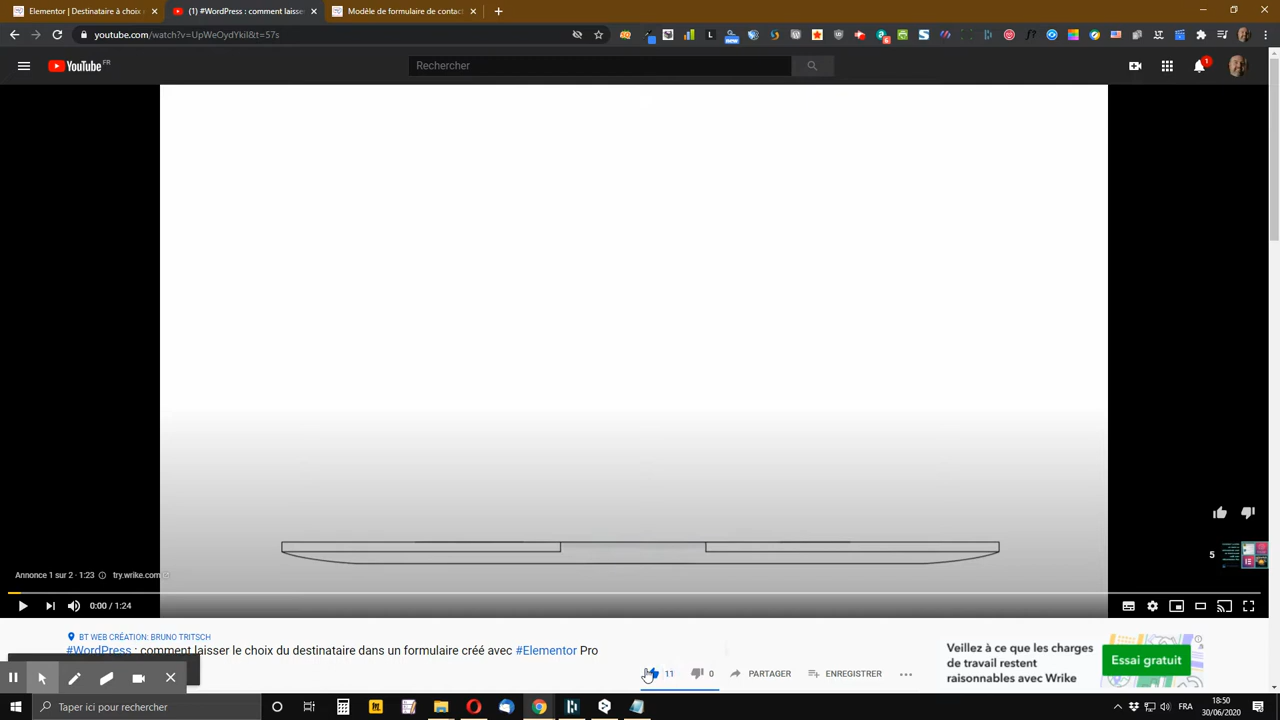 Elementor | Destinataire à choix
(1) #WordPress : comment laisse
Modèle de formulaire de contact
youtube.com/watch?v=UpWeOydYkiI&t=57s
YouTube FR
Rechercher
1
5
Annonce 1 sur 2 · 1:23
try.wrike.com
0:00 / 1:24
BT WEB CRÉATION: BRUNO TRITSCH
#WordPress : comment laisser le choix du destinataire dans un formulaire créé avec #Elementor Pro
11
0
PARTAGER
ENREGISTRER
Veillez à ce que les charges
de travail restent
raisonnables avec Wrike
Essai gratuit
Taper ici pour rechercher
FR
18:50
30/06/2020